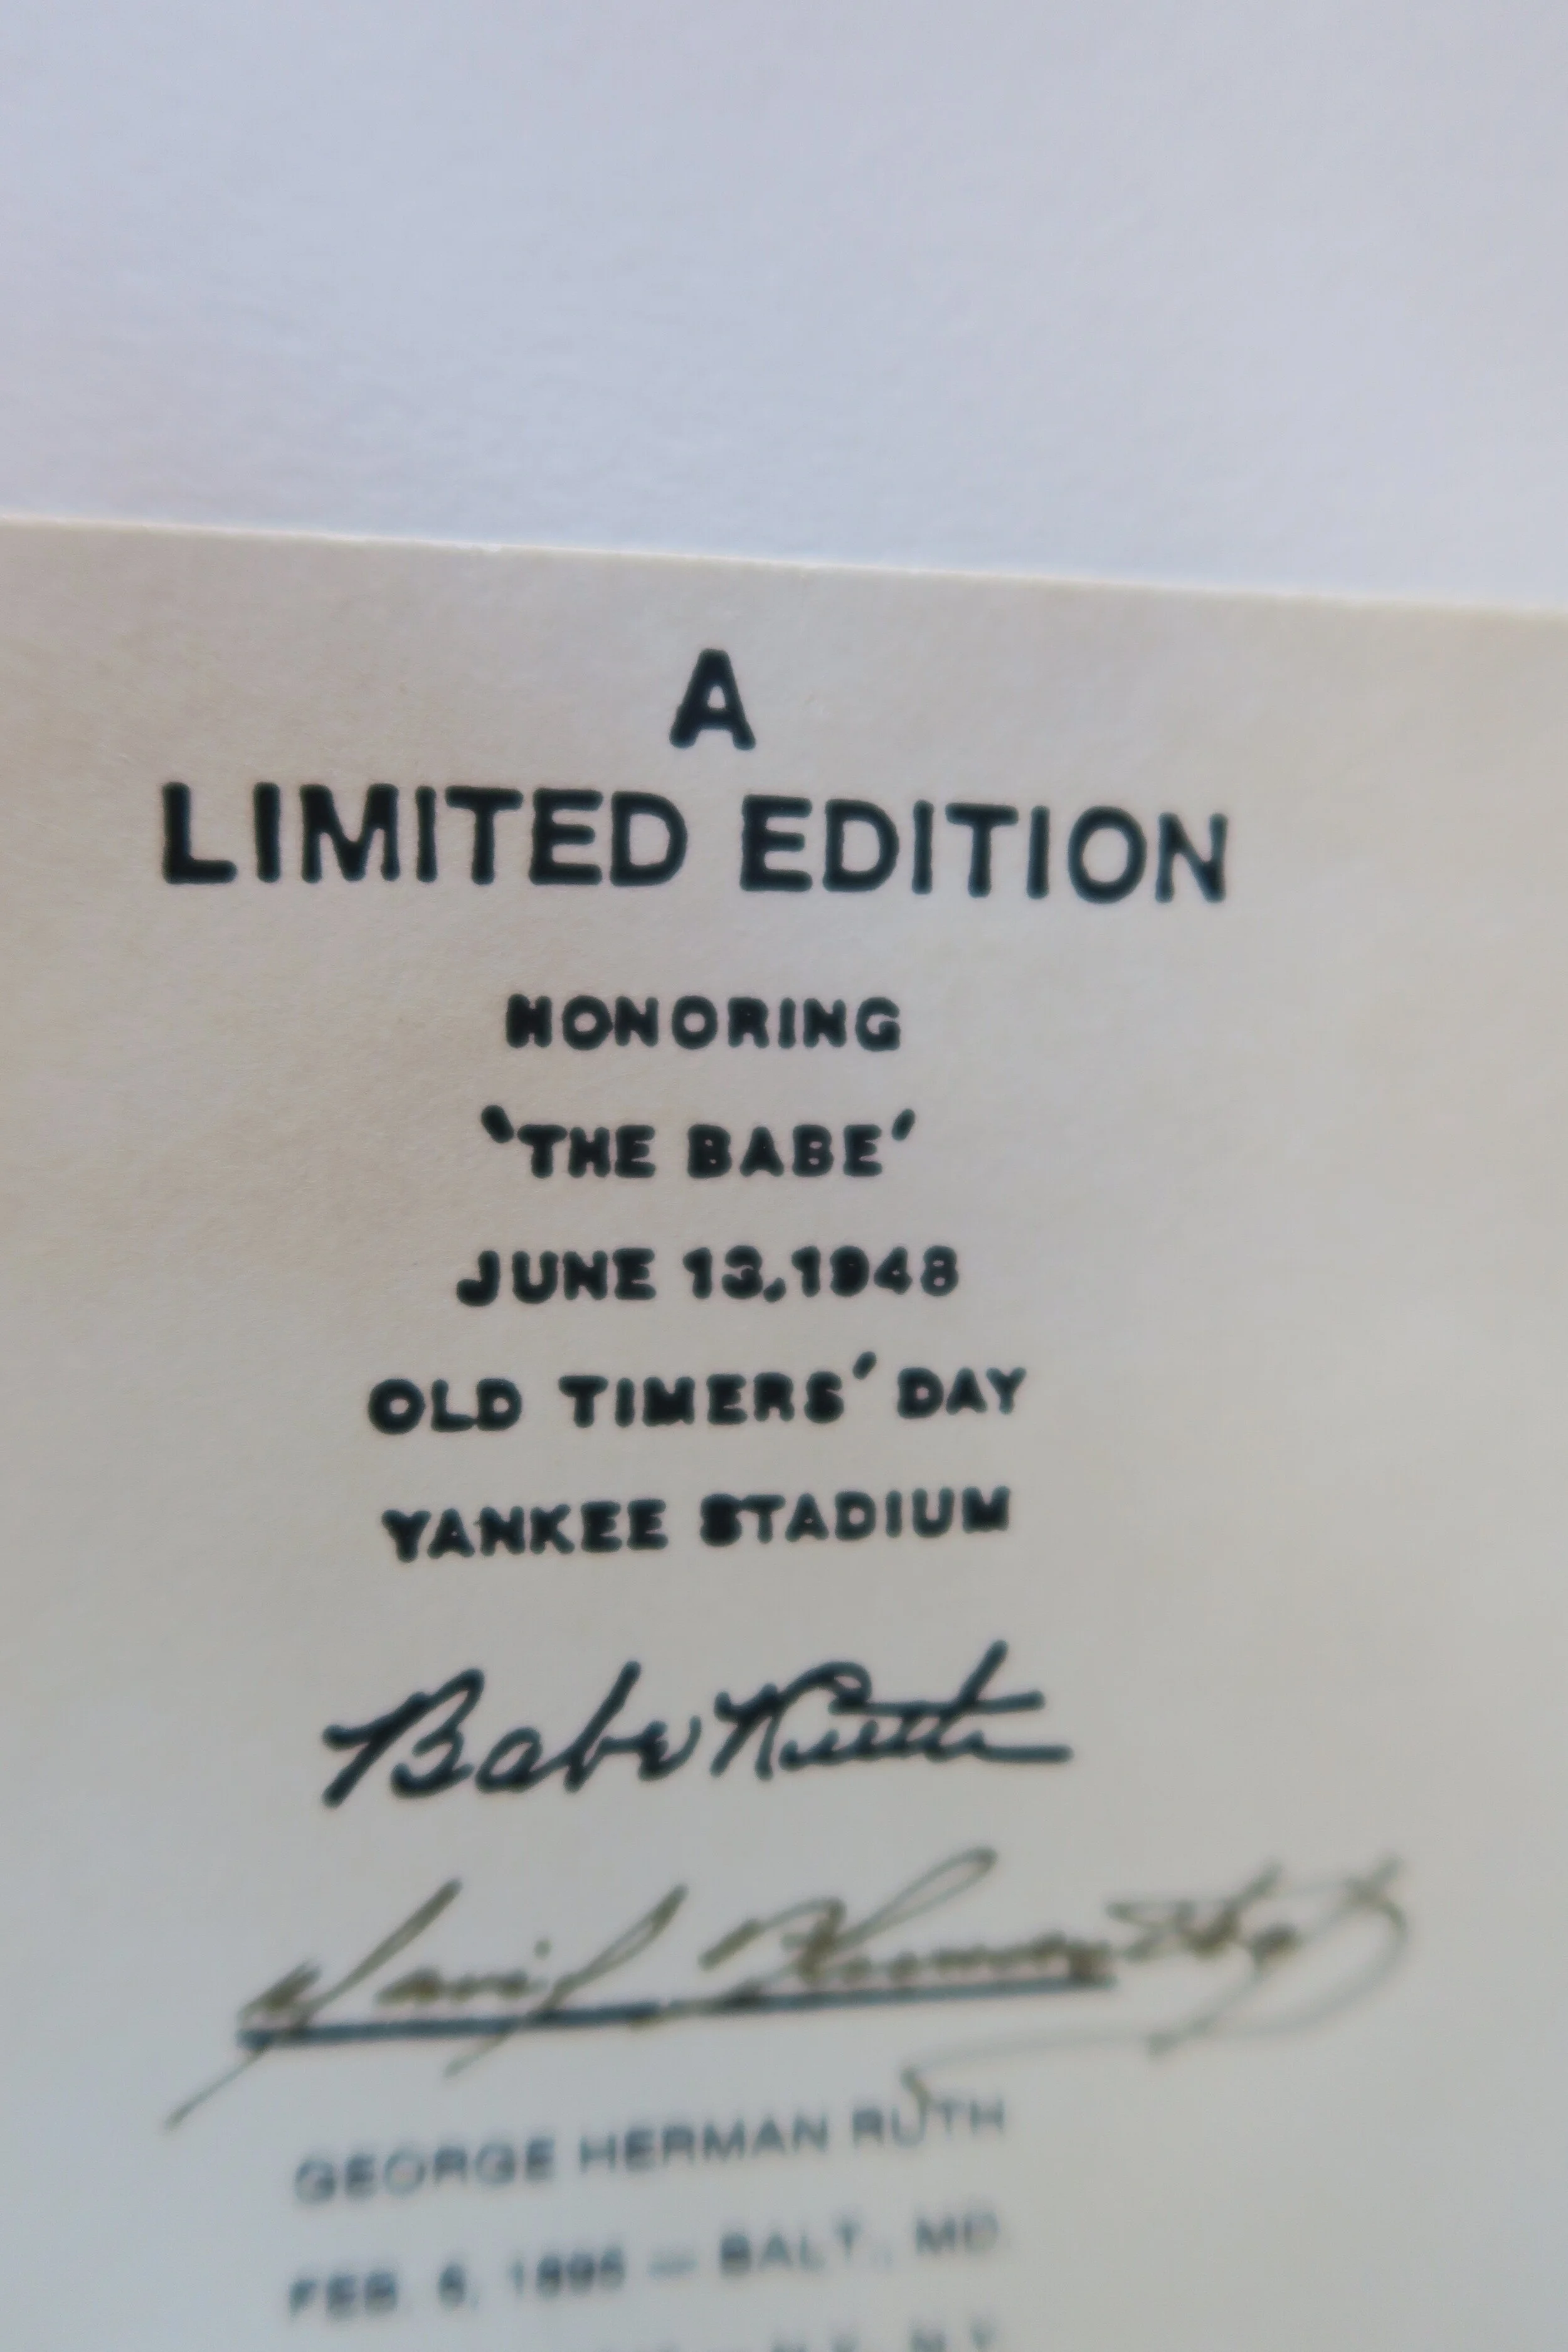 A
LIMITED EDITION
HONORING
'THE BABE'
JUNE 13, 1948
OLD TIMERS' DAY
YANKEE STADIUM
Babe Ruth
David
GEORGE HERMAN RUTH
FEB. 6, 1895 — BALT., MD.
— N.Y., N.Y.